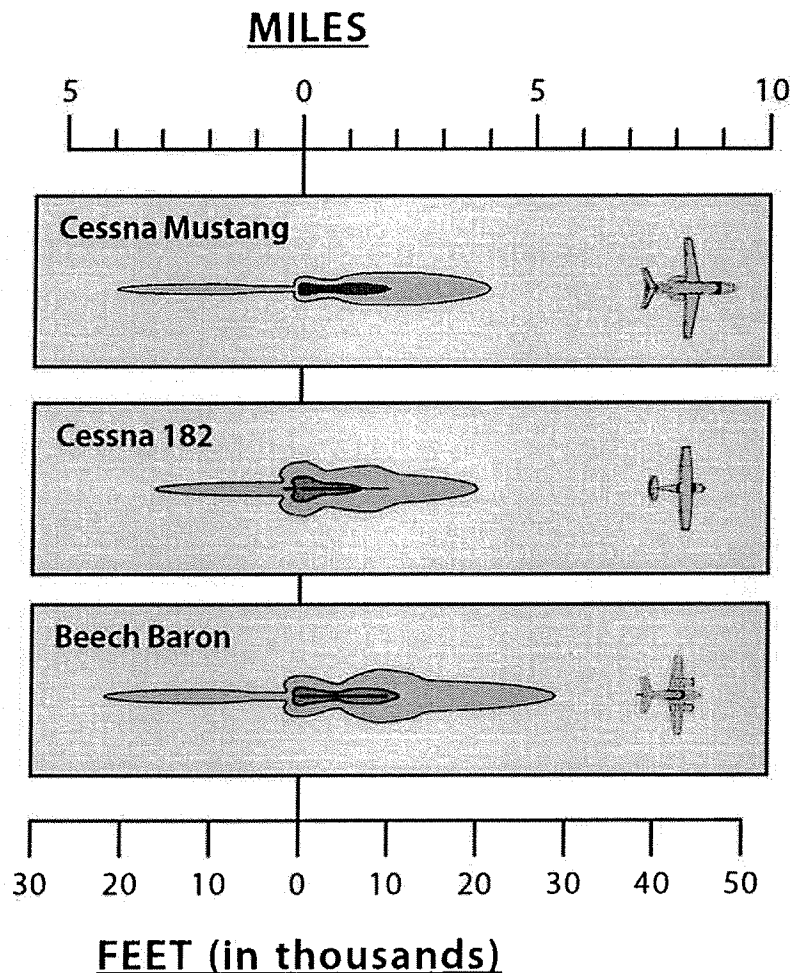 MILES
5 0 5 10
Cessna Mustang
Cessna 182
Beech Baron
30 20 10 0 10 20 30 40 50
FEET (in thousands)